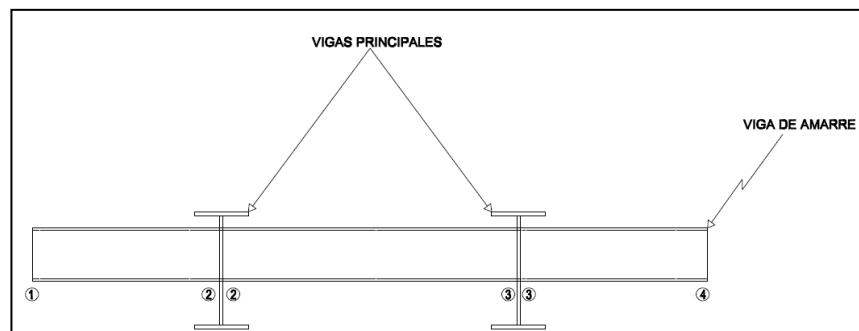 VIGAS PRINCIPALES
VIGA DE AMARRE
1 2 2 3 3 4